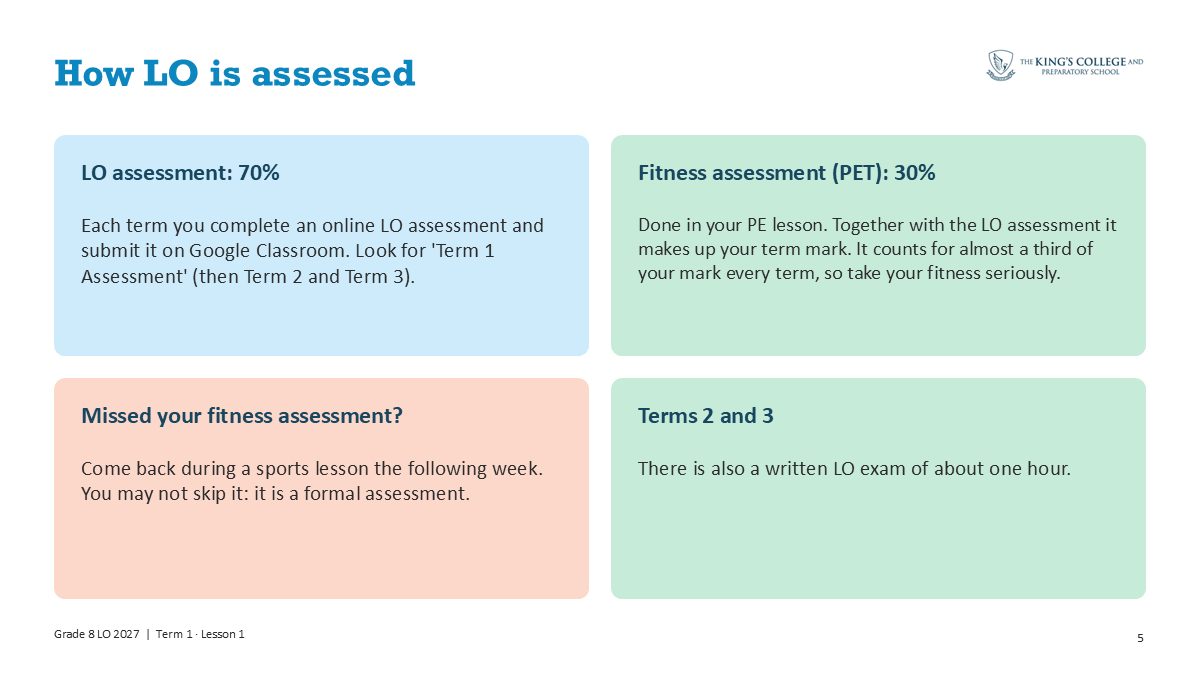 How LO is assessed
THE KING'S COLLEGE AND
PREPARATORY SCHOOL
LO assessment: 70%
Each term you complete an online LO assessment and
submit it on Google Classroom. Look for 'Term 1
Assessment' (then Term 2 and Term 3).
Fitness assessment (PET): 30%
Done in your PE lesson. Together with the LO assessment it
makes up your term mark. It counts for almost a third of
your mark every term, so take your fitness seriously.
Missed your fitness assessment?
Come back during a sports lesson the following week.
You may not skip it: it is a formal assessment.
Terms 2 and 3
There is also a written LO exam of about one hour.
Grade 8 LO 2027 | Term 1 · Lesson 1
5